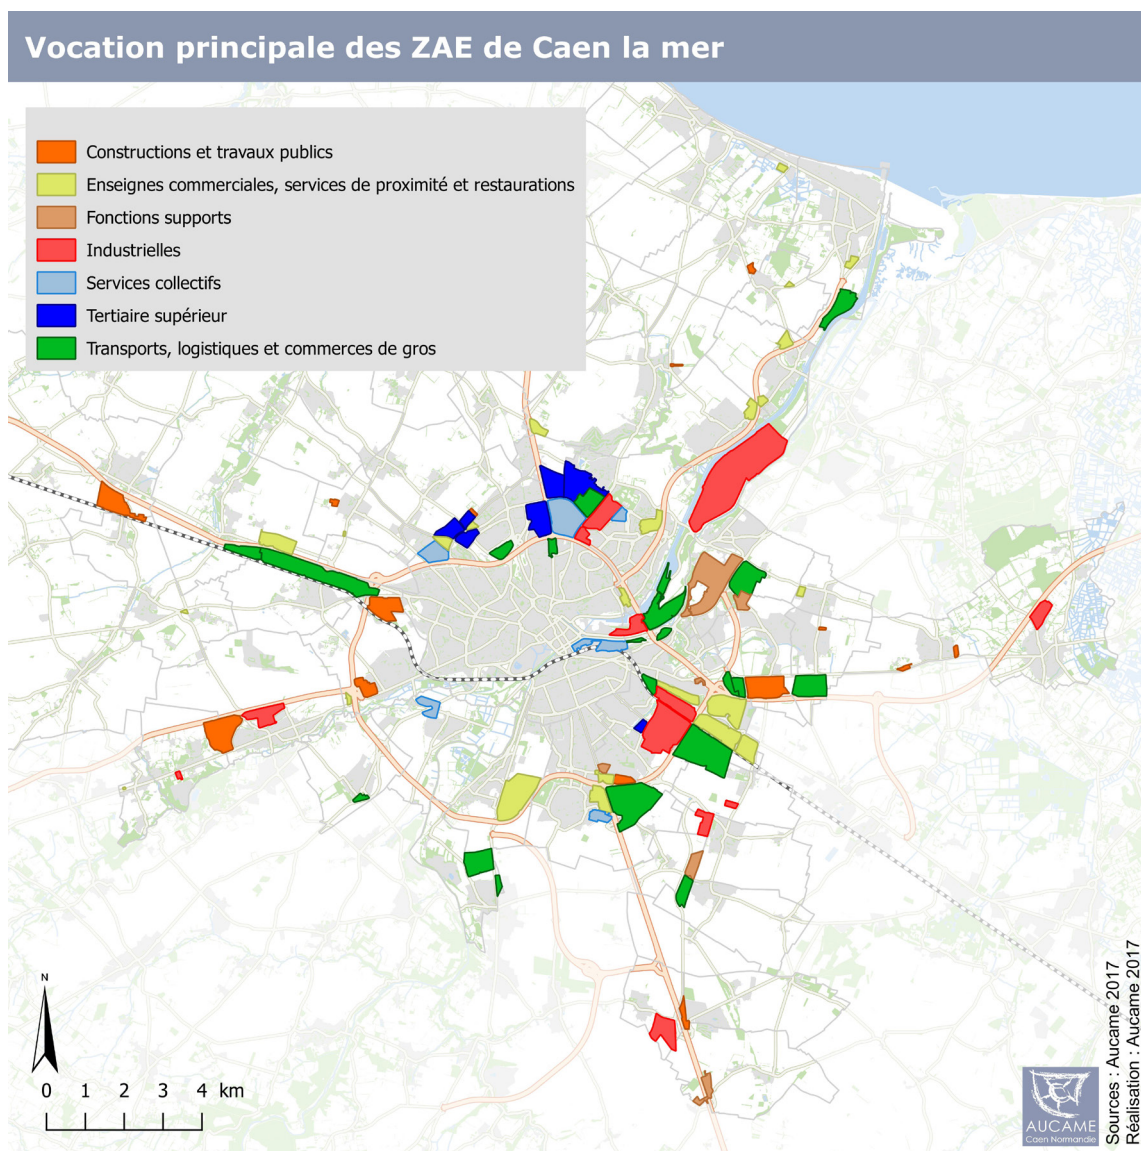 Vocation principale des ZAE de Caen la mer
Constructions et travaux publics
Enseignes commerciales, services de proximité et restaurations
Fonctions supports
Industrielles
Services collectifs
Tertiaire supérieur
Transports, logistiques et commerces de gros
N
0 1 2 3 4 km
AUCAME
Caen Normandie
Sources : Aucame 2017
Réalisation : Aucame 2017